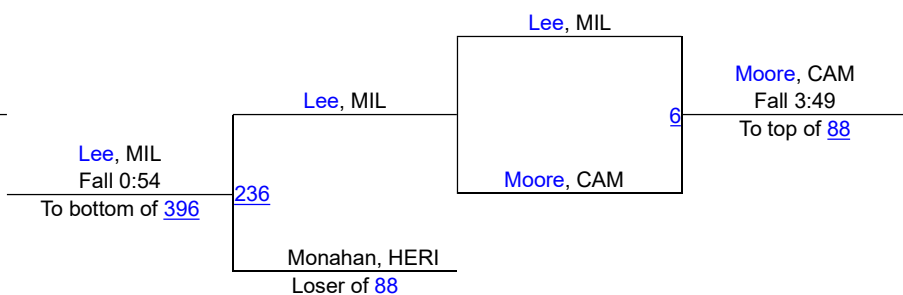 Lee, MIL
Moore, CAM
Fall 3:49
To top of 88
6
Lee, MIL
Moore, CAM
Lee, MIL
Fall 0:54
To bottom of 396
236
Monahan, HERI
Loser of 88